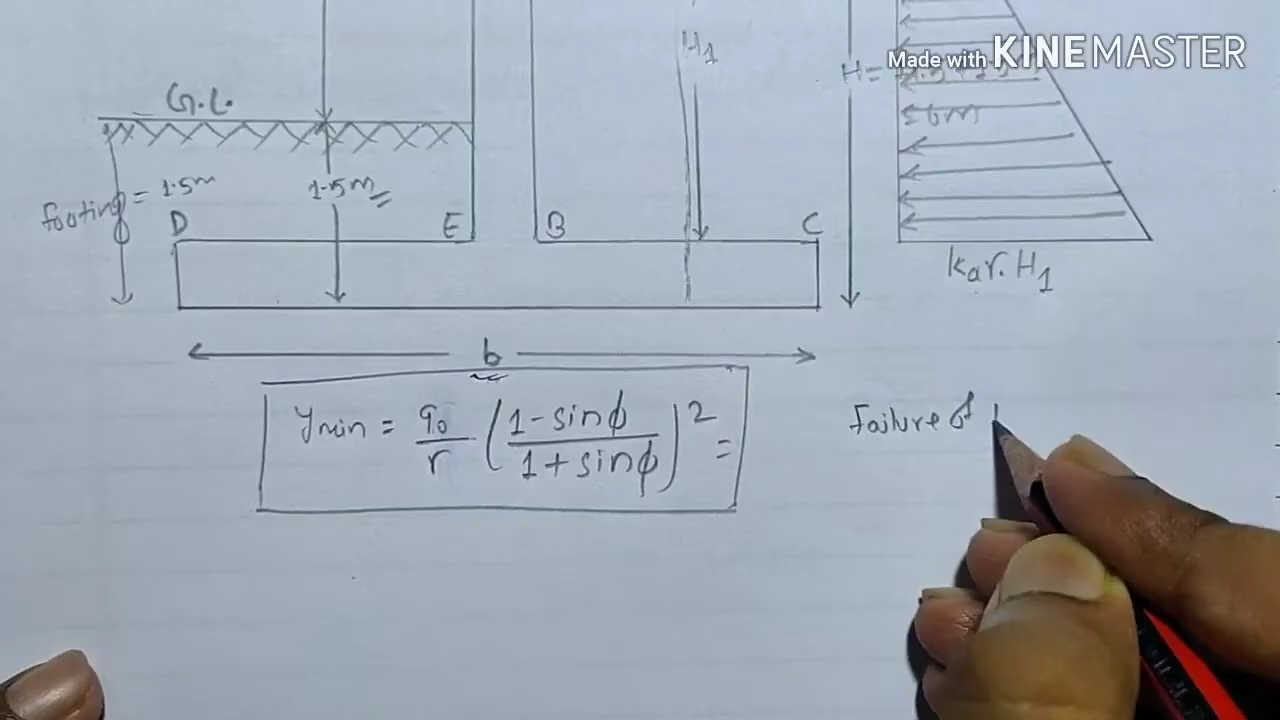 Made with KINEMASTER
H1
G.L.
footing = 1.5m
1.5m
D
E
B
C
Kar.H1
b
ymin = q0/r (1-sinϕ/1+sinϕ)2 =
Failure of